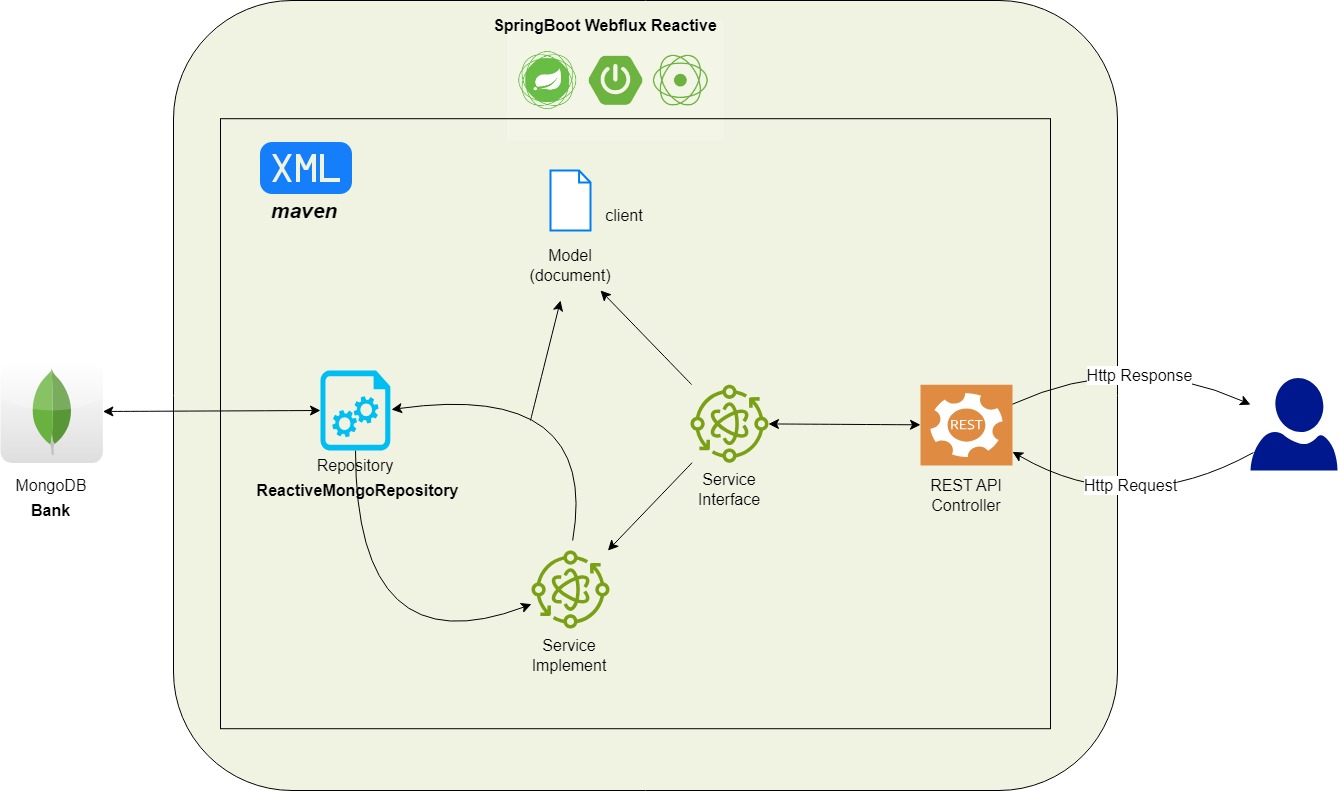 SpringBoot Webflux Reactive
XML
maven
client
Model
(document)
Http Response
REST
Repository
ReactiveMongoRepository
Service
Interface
REST API
Controller
Http Request
MongoDB
Bank
Service
Implement